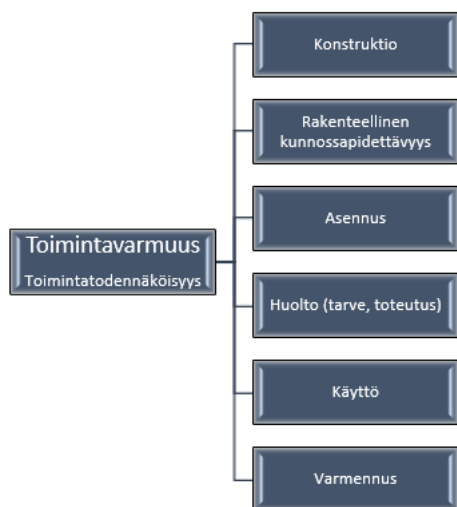 Konstruktio
Rakenteellinen
kunnossapidettävyys
Asennus
Toimintavarmuus
Toimintatodennäköisyys
Huolto (tarve, toteutus)
Käyttö
Varmennus